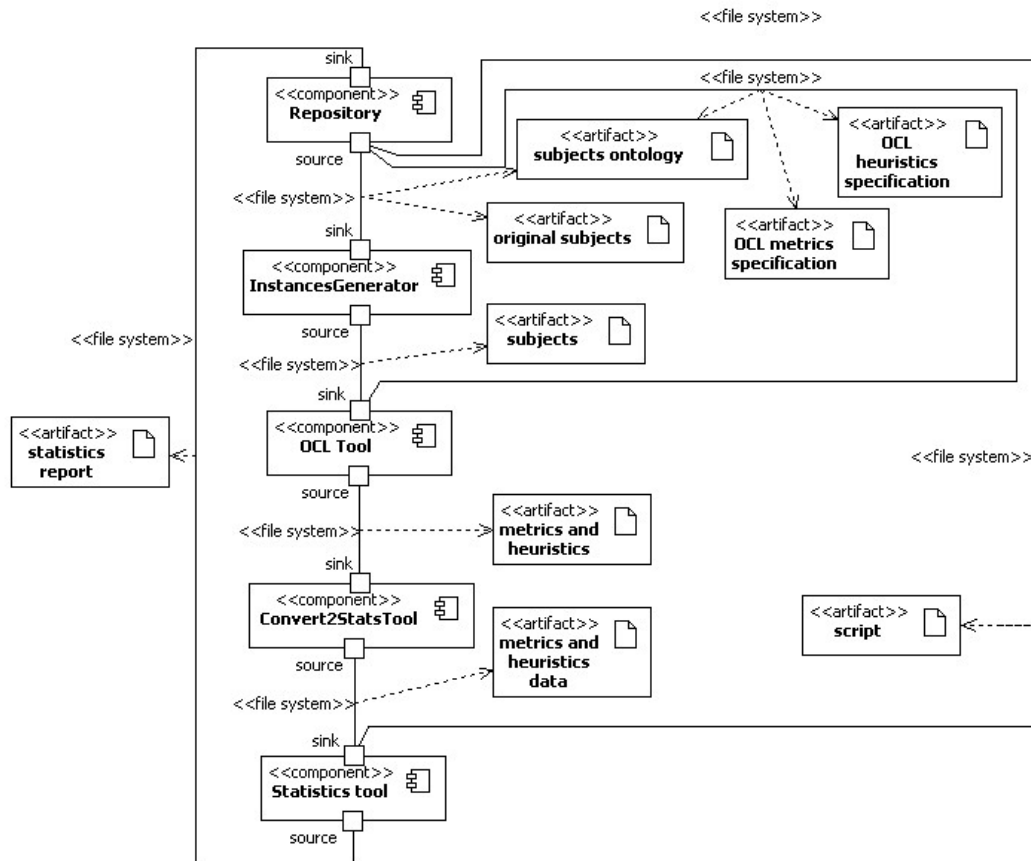 <<file system>>
sink
<<component>>
Repository
source
<<file system>>
<<artifact>>
subjects ontology
<<artifact>>
OCL
heuristics
specification
<<file system>>
<<artifact>>
original subjects
<<artifact>>
OCL metrics
specification
sink
<<component>>
InstancesGenerator
source
<<file system>>
<<artifact>>
subjects
<<file system>>
sink
<<component>>
OCL Tool
source
<<artifact>>
statistics
report
<<file system>>
<<file system>>
<<artifact>>
metrics and
heuristics
sink
<<component>>
Convert2StatsTool
source
<<artifact>>
metrics and
heuristics
data
<<artifact>>
script
<<file system>>
sink
<<component>>
Statistics tool
source